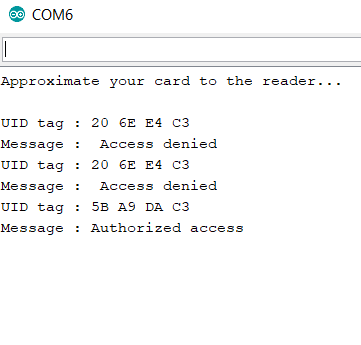 COM6
Approximate your card to the reader...
UID tag : 20 6E E4 C3
Message :  Access denied
UID tag : 20 6E E4 C3
Message :  Access denied
UID tag : 5B A9 DA C3
Message : Authorized access